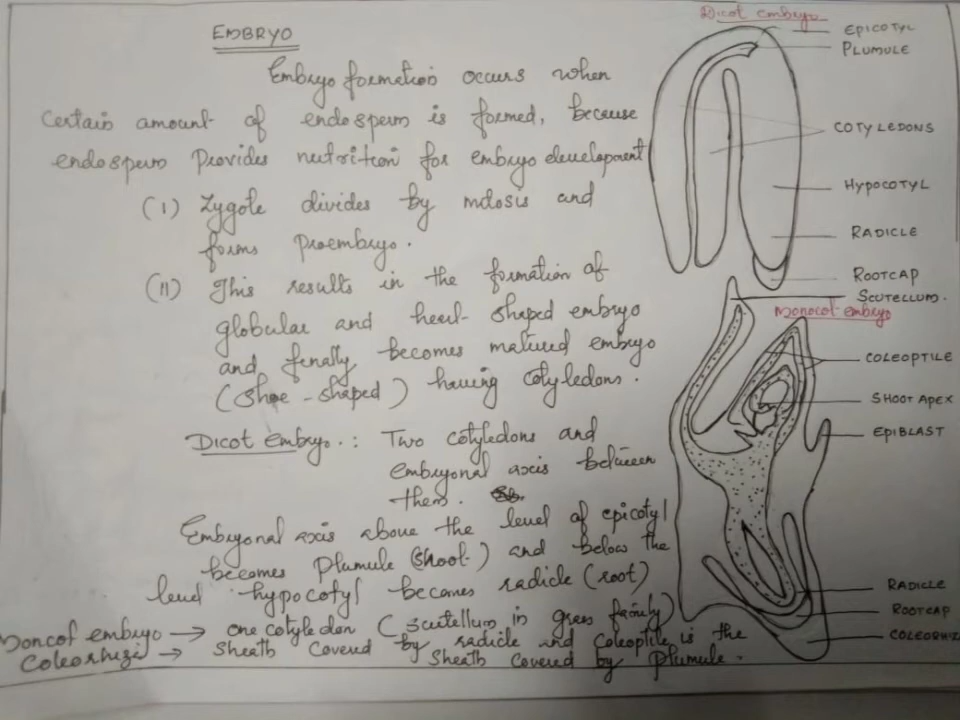 EMBRYO
Embryo formation occurs when
certain amount of endosperm is formed, because
endosperm provides nutrition for embryo development
(I) Zygote divides by mitosis and
forms proembryo.
(II) This results in the formation of
globular and heart-shaped embryo
and finally becomes matured embryo
(Shoe-shaped) having cotyledons.
Dicot embryo.: Two cotyledons and
embryonal axis between
them.
Embryonal axis above the level of epicotyl
becomes plumule (shoot) and below the
level hypocotyl becomes radicle (root)
Moncot embryo → one cotyledon (scutellum in grass family)
Coleorhizi → Sheath covered by radicle and coleoptile is the
Sheath covered by plumule.
Dicot embryo
EPICOTYL
PLUMULE
COTYLEDONS
HYPOCOTYL
RADICLE
ROOTCAP
SCUTELLUM.
Monocot embryo
COLEOPTILE
SHOOT APEX
EPIBLAST
RADICLE
ROOTCAP
COLEORHIZ